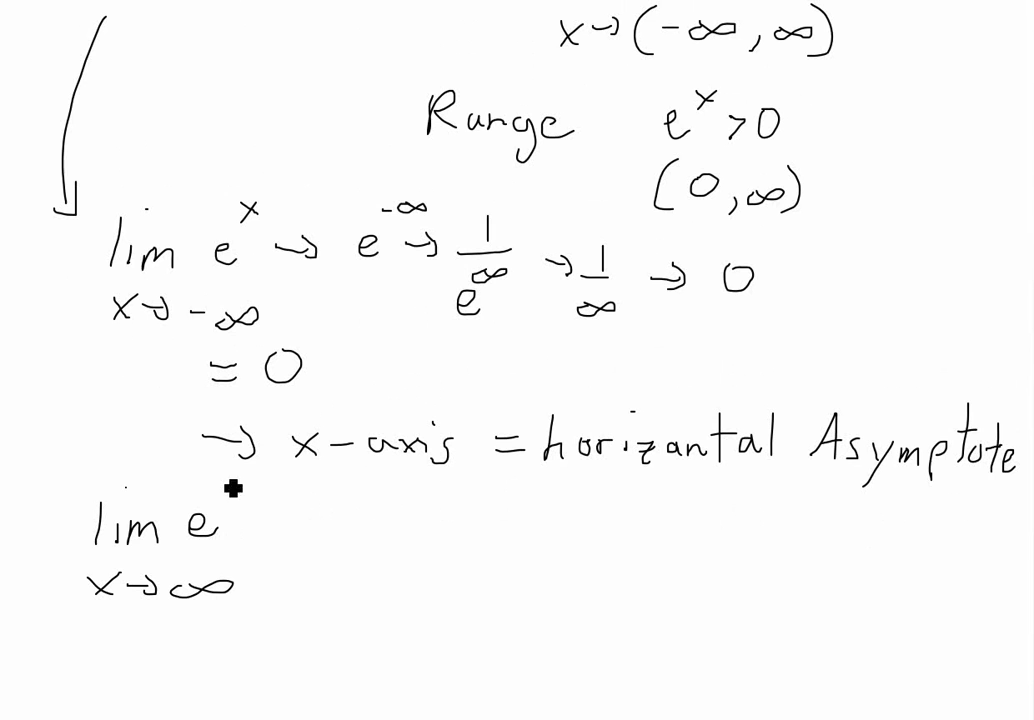 x → (-∞, ∞)
Range e^x > 0
(0, ∞)
lim e^x → e^-∞ → 1/e^∞ → 1/∞ → 0
x → -∞
= 0
→ x-axis = horizantal Asymptote
lim e
x → ∞